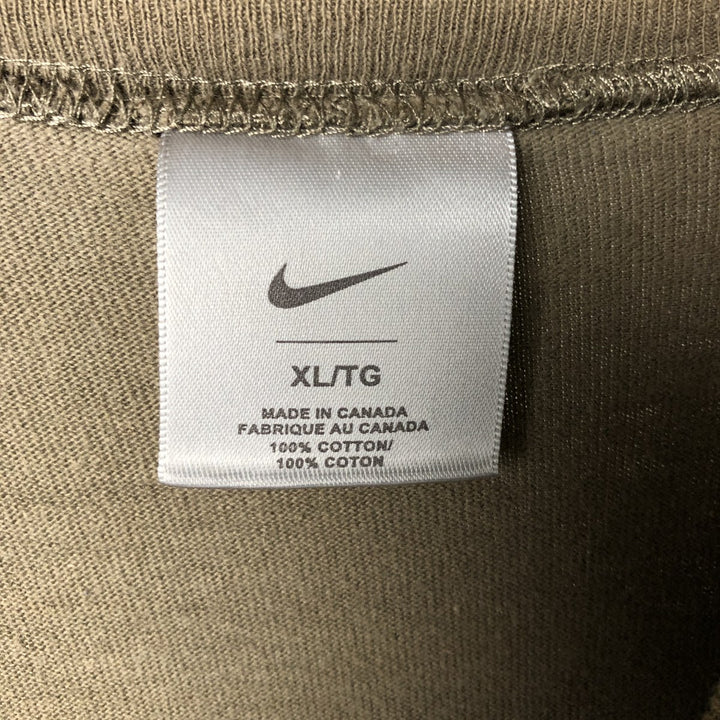 XL/TG
MADE IN CANADA
FABRIQUE AU CANADA
100% COTTON/
100% COTON